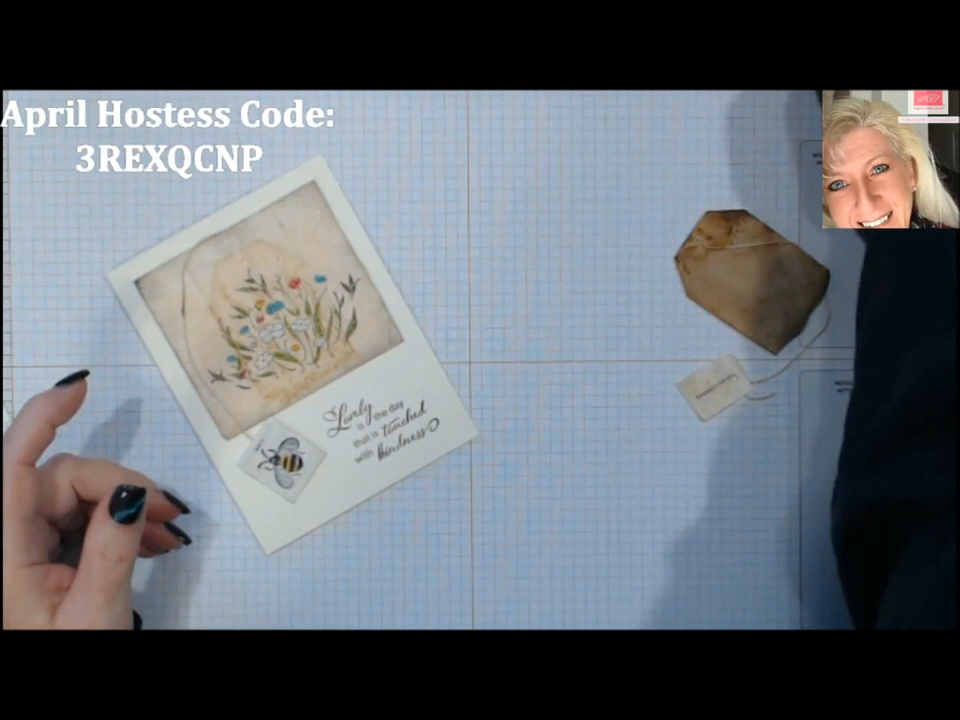 April Hostess Code:
3REXQCNP
Lovely
is the day
that is touched
with kindness